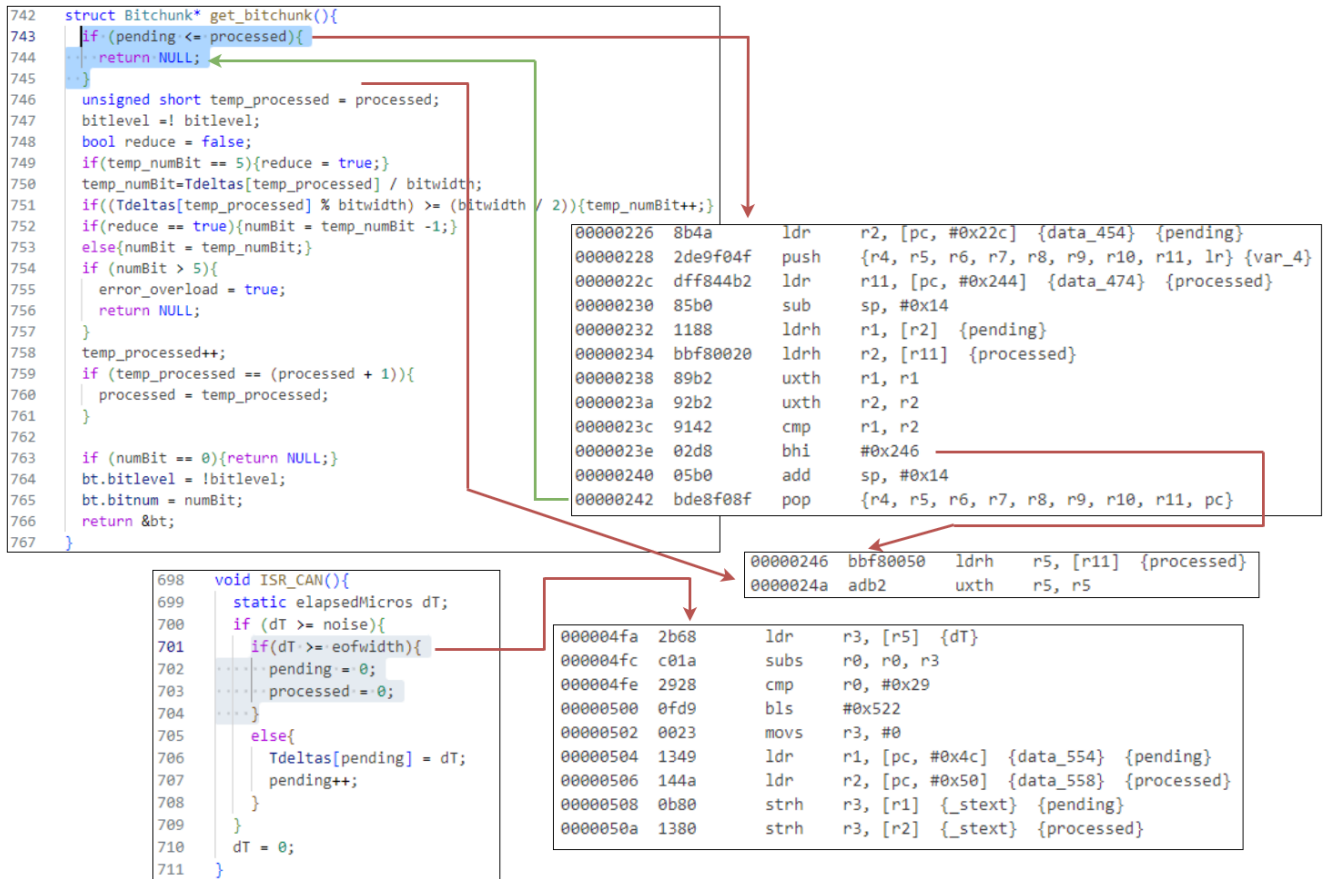 742 struct Bitchunk* get_bitchunk(){
743 if (pending <= processed){
744 return NULL;
745 }
746 unsigned short temp_processed = processed;
747 bitlevel =! bitlevel;
748 bool reduce = false;
749 if(temp_numBit == 5){reduce = true;}
750 temp_numBit=Tdeltas[temp_processed] / bitwidth;
751 if((Tdeltas[temp_processed] % bitwidth) >= (bitwidth / 2)){temp_numBit++;}
752 if(reduce == true){numBit = temp_numBit -1;}
753 else{numBit = temp_numBit;}
754 if (numBit > 5){
755 error_overload = true;
756 return NULL;
757 }
758 temp_processed++;
759 if (temp_processed == (processed + 1)){
760 processed = temp_processed;
761 }
762
763 if (numBit == 0){return NULL;}
764 bt.bitlevel = !bitlevel;
765 bt.bitnum = numBit;
766 return &bt;
767 }
00000226 8b4a ldr r2, [pc, #0x22c] {data_454} {pending}
00000228 2de9f04f push {r4, r5, r6, r7, r8, r9, r10, r11, lr} {var_4}
0000022c dff844b2 ldr r11, [pc, #0x244] {data_474} {processed}
00000230 85b0 sub sp, #0x14
00000232 1188 ldrh r1, [r2] {pending}
00000234 bbf80020 ldrh r2, [r11] {processed}
00000238 89b2 uxth r1, r1
0000023a 92b2 uxth r2, r2
0000023c 9142 cmp r1, r2
0000023e 02d8 bhi #0x246
00000240 05b0 add sp, #0x14
00000242 bde8f08f pop {r4, r5, r6, r7, r8, r9, r10, r11, pc}
00000246 bbf80050 ldrh r5, [r11] {processed}
0000024a adb2 uxth r5, r5
698 void ISR_CAN(){
699 static elapsedMicros dT;
700 if (dT >= noise){
701 if(dT >= eofwidth){
702 pending = 0;
703 processed = 0;
704 }
705 else{
706 Tdeltas[pending] = dT;
707 pending++;
708 }
709 }
710 dT = 0;
711 }
000004fa 2b68 ldr r3, [r5] {dT}
000004fc c01a subs r0, r0, r3
000004fe 2928 cmp r0, #0x29
00000500 0fd9 bls #0x522
00000502 0023 movs r3, #0
00000504 1349 ldr r1, [pc, #0x4c] {data_554} {pending}
00000506 144a ldr r2, [pc, #0x50] {data_558} {processed}
00000508 0b80 strh r3, [r1] {_stext} {pending}
0000050a 1380 strh r3, [r2] {_stext} {processed}